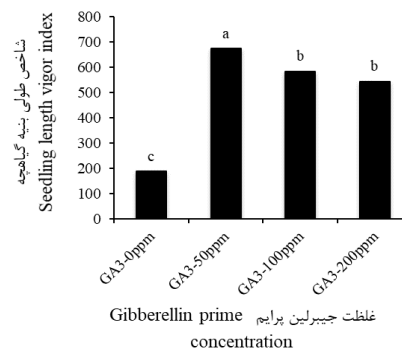 شاخص طولی بنیه گیاهچه
Seedling length vigor index
800
700
600
500
400
300
200
100
0
c
a
b
b
GA3-0ppm
GA3-50ppm
GA3-100ppm
GA3-200ppm
Gibberellin prime غلظت جیبرلین پرایم
concentration